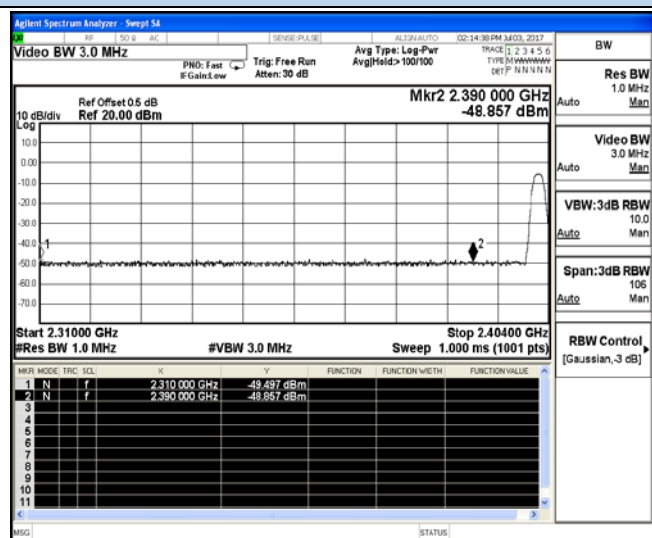 Agilent Spectrum Analyzer - Swept SA
RF 50 Ω AC SENSE:PULSE ALIGNAUTO 02:14:38 PM Jul 03, 2017
Video BW 3.0 MHz
PNO: Fast
IFGain:Low
Trig: Free Run
Atten: 30 dB
Avg Type: Log-Pwr
Avg|Hold:> 100/100
TRACE 1 2 3 4 5 6
TYPE MWWWWW
DET P N N N N N
Mkr2 2.390 000 GHz
-48.857 dBm
Ref Offset 0.5 dB
10 dB/div Ref 20.00 dBm
Log
10.0
0.00
-10.0
-20.0
-30.0
-40.0
-50.0
-60.0
-70.0
1
2
Start 2.31000 GHz Stop 2.40400 GHz
#Res BW 1.0 MHz #VBW 3.0 MHz Sweep 1.000 ms (1001 pts)
MKR MODE TRC SCL X Y FUNCTION FUNCTION WIDTH FUNCTION VALUE
1 N f 2.310 000 GHz -49.497 dBm
2 N f 2.390 000 GHz -48.857 dBm
3
4
5
6
7
8
9
10
11
MSG STATUS
BW
Res BW
1.0 MHz
Auto Man
Video BW
3.0 MHz
Auto Man
VBW:3dB RBW
10.0
Auto Man
Span:3dB RBW
106
Auto Man
RBW Control
[Gaussian,-3 dB]